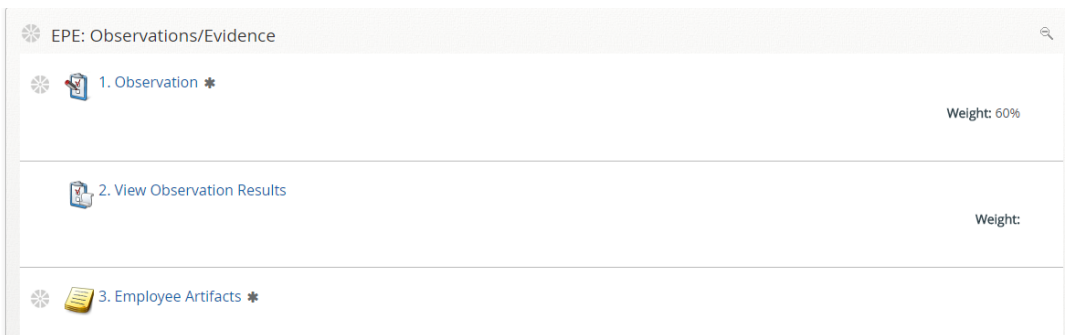 EPE: Observations/Evidence
1. Observation ✱
Weight: 60%
2. View Observation Results
Weight:
3. Employee Artifacts ✱